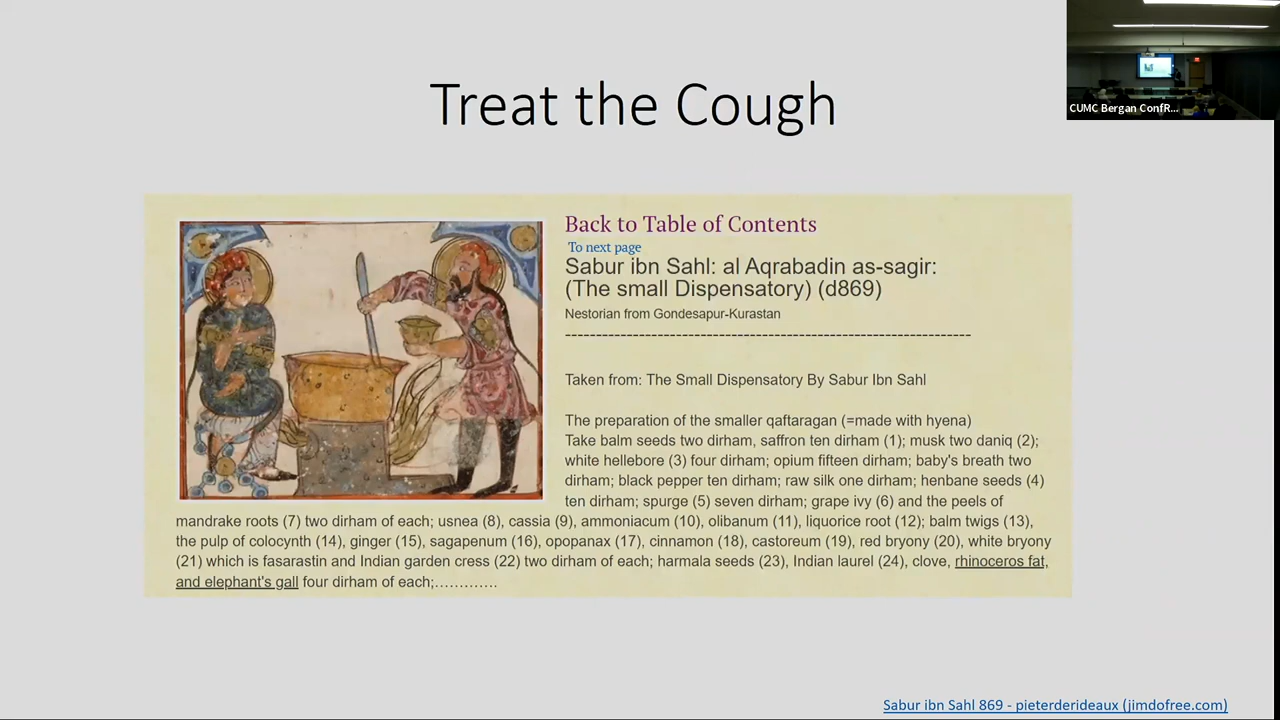 Treat the Cough
CUMC Bergan ConfR...
Back to Table of Contents
To next page
Sabur ibn Sahl: al Aqrabadin as-sagir:
(The small Dispensatory) (d869)
Nestorian from Gondesapur-Kurastan
--------------------------------------------------------------------
Taken from: The Small Dispensatory By Sabur Ibn Sahl
The preparation of the smaller qaftaragan (=made with hyena)
Take balm seeds two dirham, saffron ten dirham (1); musk two daniq (2);
white hellebore (3) four dirham; opium fifteen dirham; baby's breath two
dirham; black pepper ten dirham; raw silk one dirham; henbane seeds (4)
ten dirham; spurge (5) seven dirham; grape ivy (6) and the peels of
mandrake roots (7) two dirham of each; usnea (8), cassia (9), ammoniacum (10), olibanum (11), liquorice root (12); balm twigs (13),
the pulp of colocynth (14), ginger (15), sagapenum (16), opopanax (17), cinnamon (18), castoreum (19), red bryony (20), white bryony
(21) which is fasarastin and Indian garden cress (22) two dirham of each; harmala seeds (23), Indian laurel (24), clove, rhinoceros fat,
and elephant's gall four dirham of each;.............
Sabur ibn Sahl 869 - pieterderideaux (jimdofree.com)